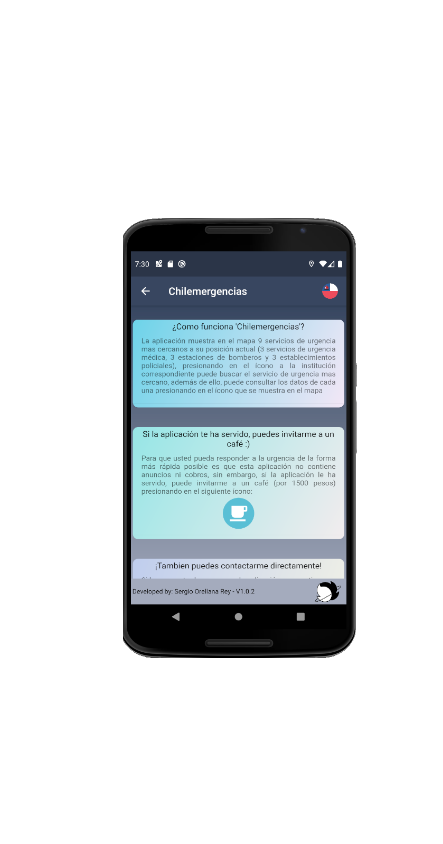 7:30
Chilemergencias
¿Como funciona 'Chilemergencias'?
La aplicación muestra en el mapa 9 servicios de urgencia
mas cercanos a su posición actual (3 servicios de urgencia
médica, 3 estaciones de bomberos y 3 establecimientos
policiales), presionando en el ícono a la institución
correspondiente puede buscar el servicio de urgencia mas
cercano, además de ello, puede consultar los datos de cada
una presionando en el ícono que se muestra en el mapa
Si la aplicación te ha servido, puedes invitarme a un
café :)
Para que usted pueda responder a la urgencia de la forma
más rápida posible es que esta aplicación no contiene
anuncios ni cobros, sin embargo, si la aplicación le ha
servido, puede invitarme a un café (por 1500 pesos)
presionando en el siguiente ícono:
¡Tambien puedes contactarme directamente!
Developed by: Sergio Orellana Rey - V1.0.2